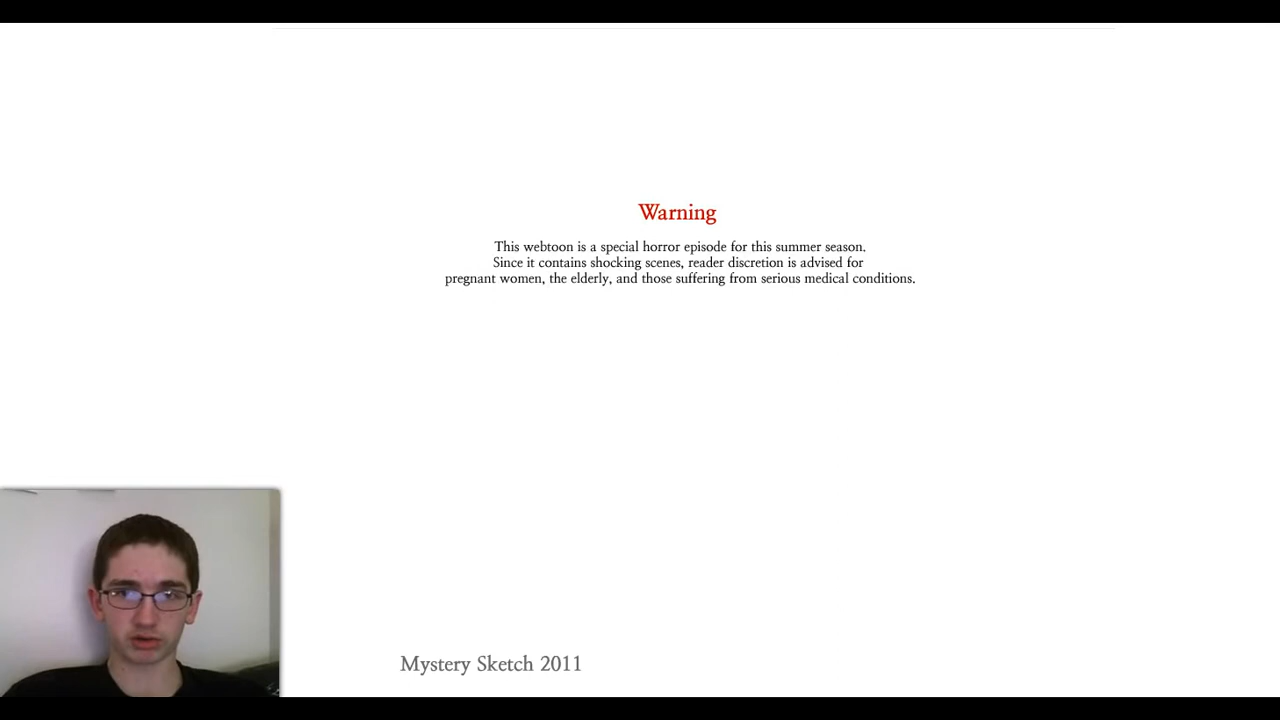 Warning
This webtoon is a special horror episode for this summer season.
Since it contains shocking scenes, reader discretion is advised for
pregnant women, the elderly, and those suffering from serious medical conditions.
Mystery Sketch 2011